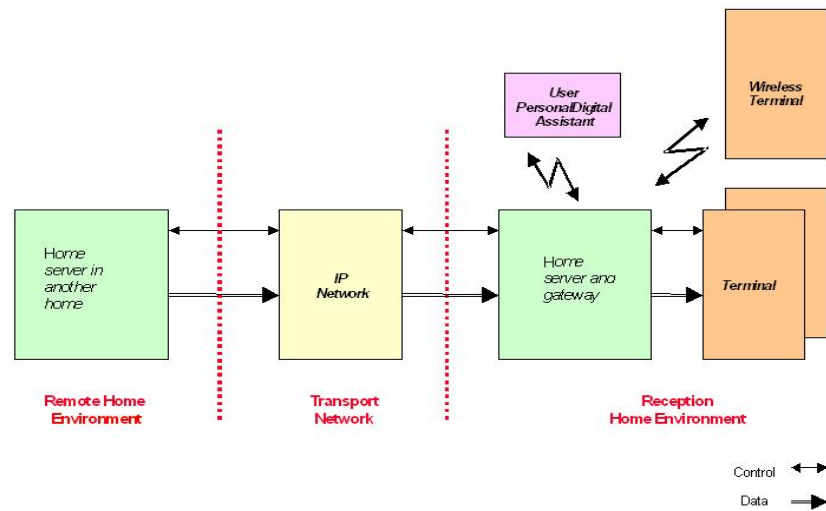 User
PersonalDigital
Assistant
Wireless
Terminal
Home
server in
another
home
IP
Network
Home
server and
gateway
Terminal
Remote Home
Environment
Transport
Network
Reception
Home Environment
Control
Data